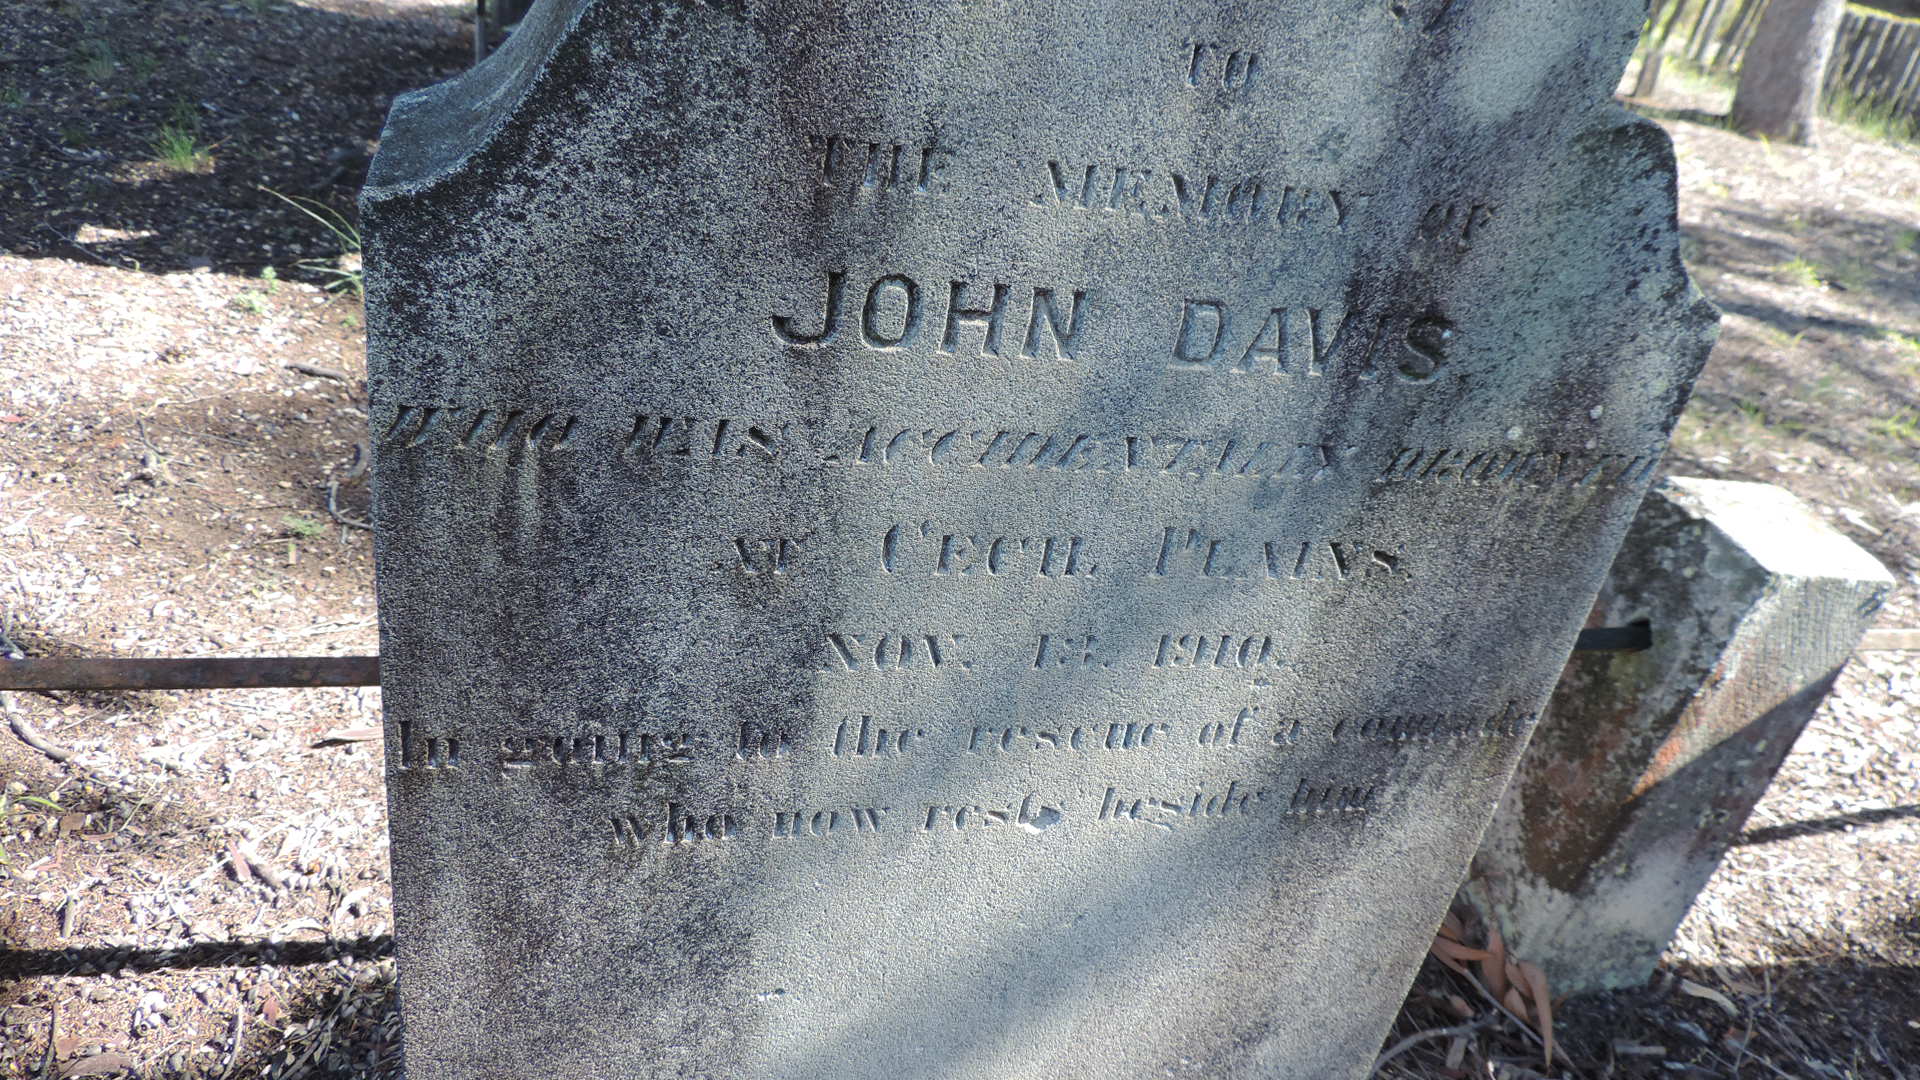 TO
THE MEMORY OF
JOHN DAVIS,
WHO WAS ACCIDENTALLY DROWNED
AT CECIL PLAINS.
NOV. 1910.
In going to the rescue of a comrade
who now rests beside him